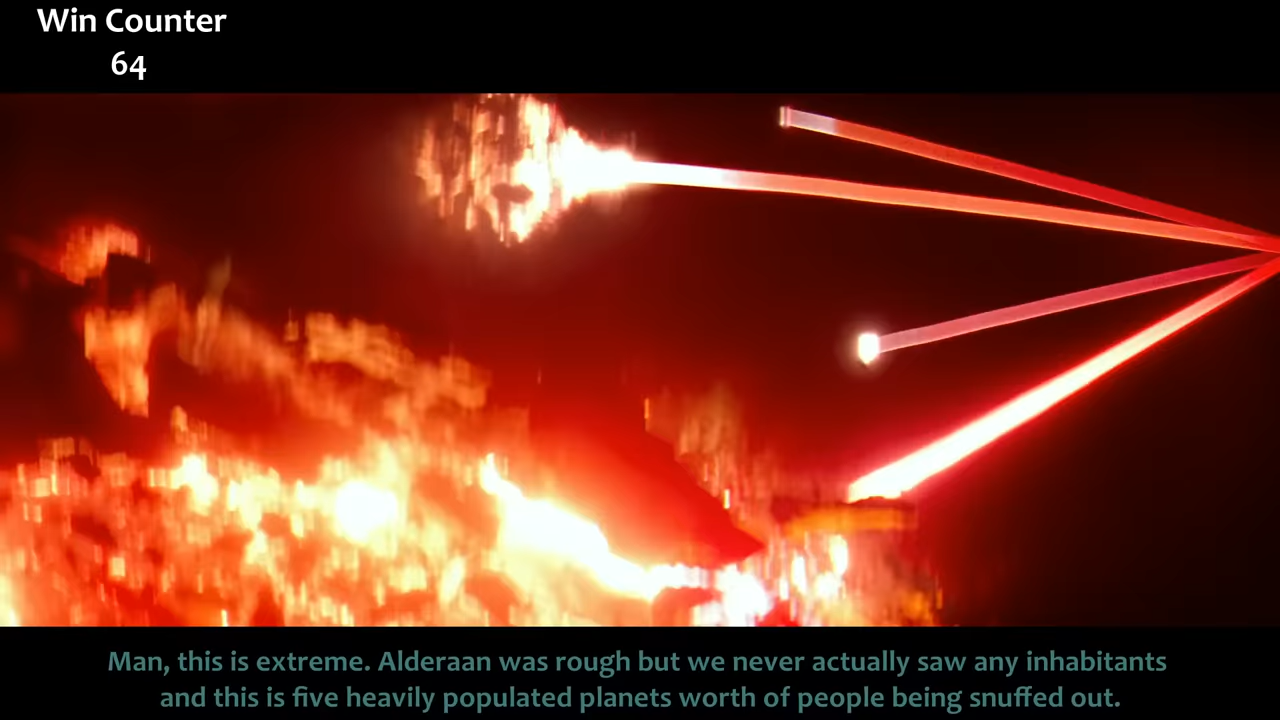 Win Counter
64
Man, this is extreme. Alderaan was rough but we never actually saw any inhabitants
and this is five heavily populated planets worth of people being snuffed out.